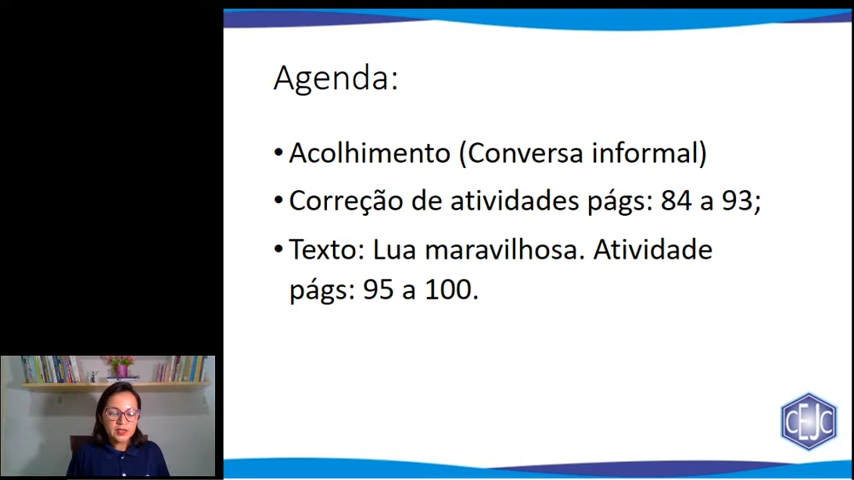 Agenda:
• Acolhimento (Conversa informal)
• Correção de atividades págs: 84 a 93;
• Texto: Lua maravilhosa. Atividade
págs: 95 a 100.
CEJC